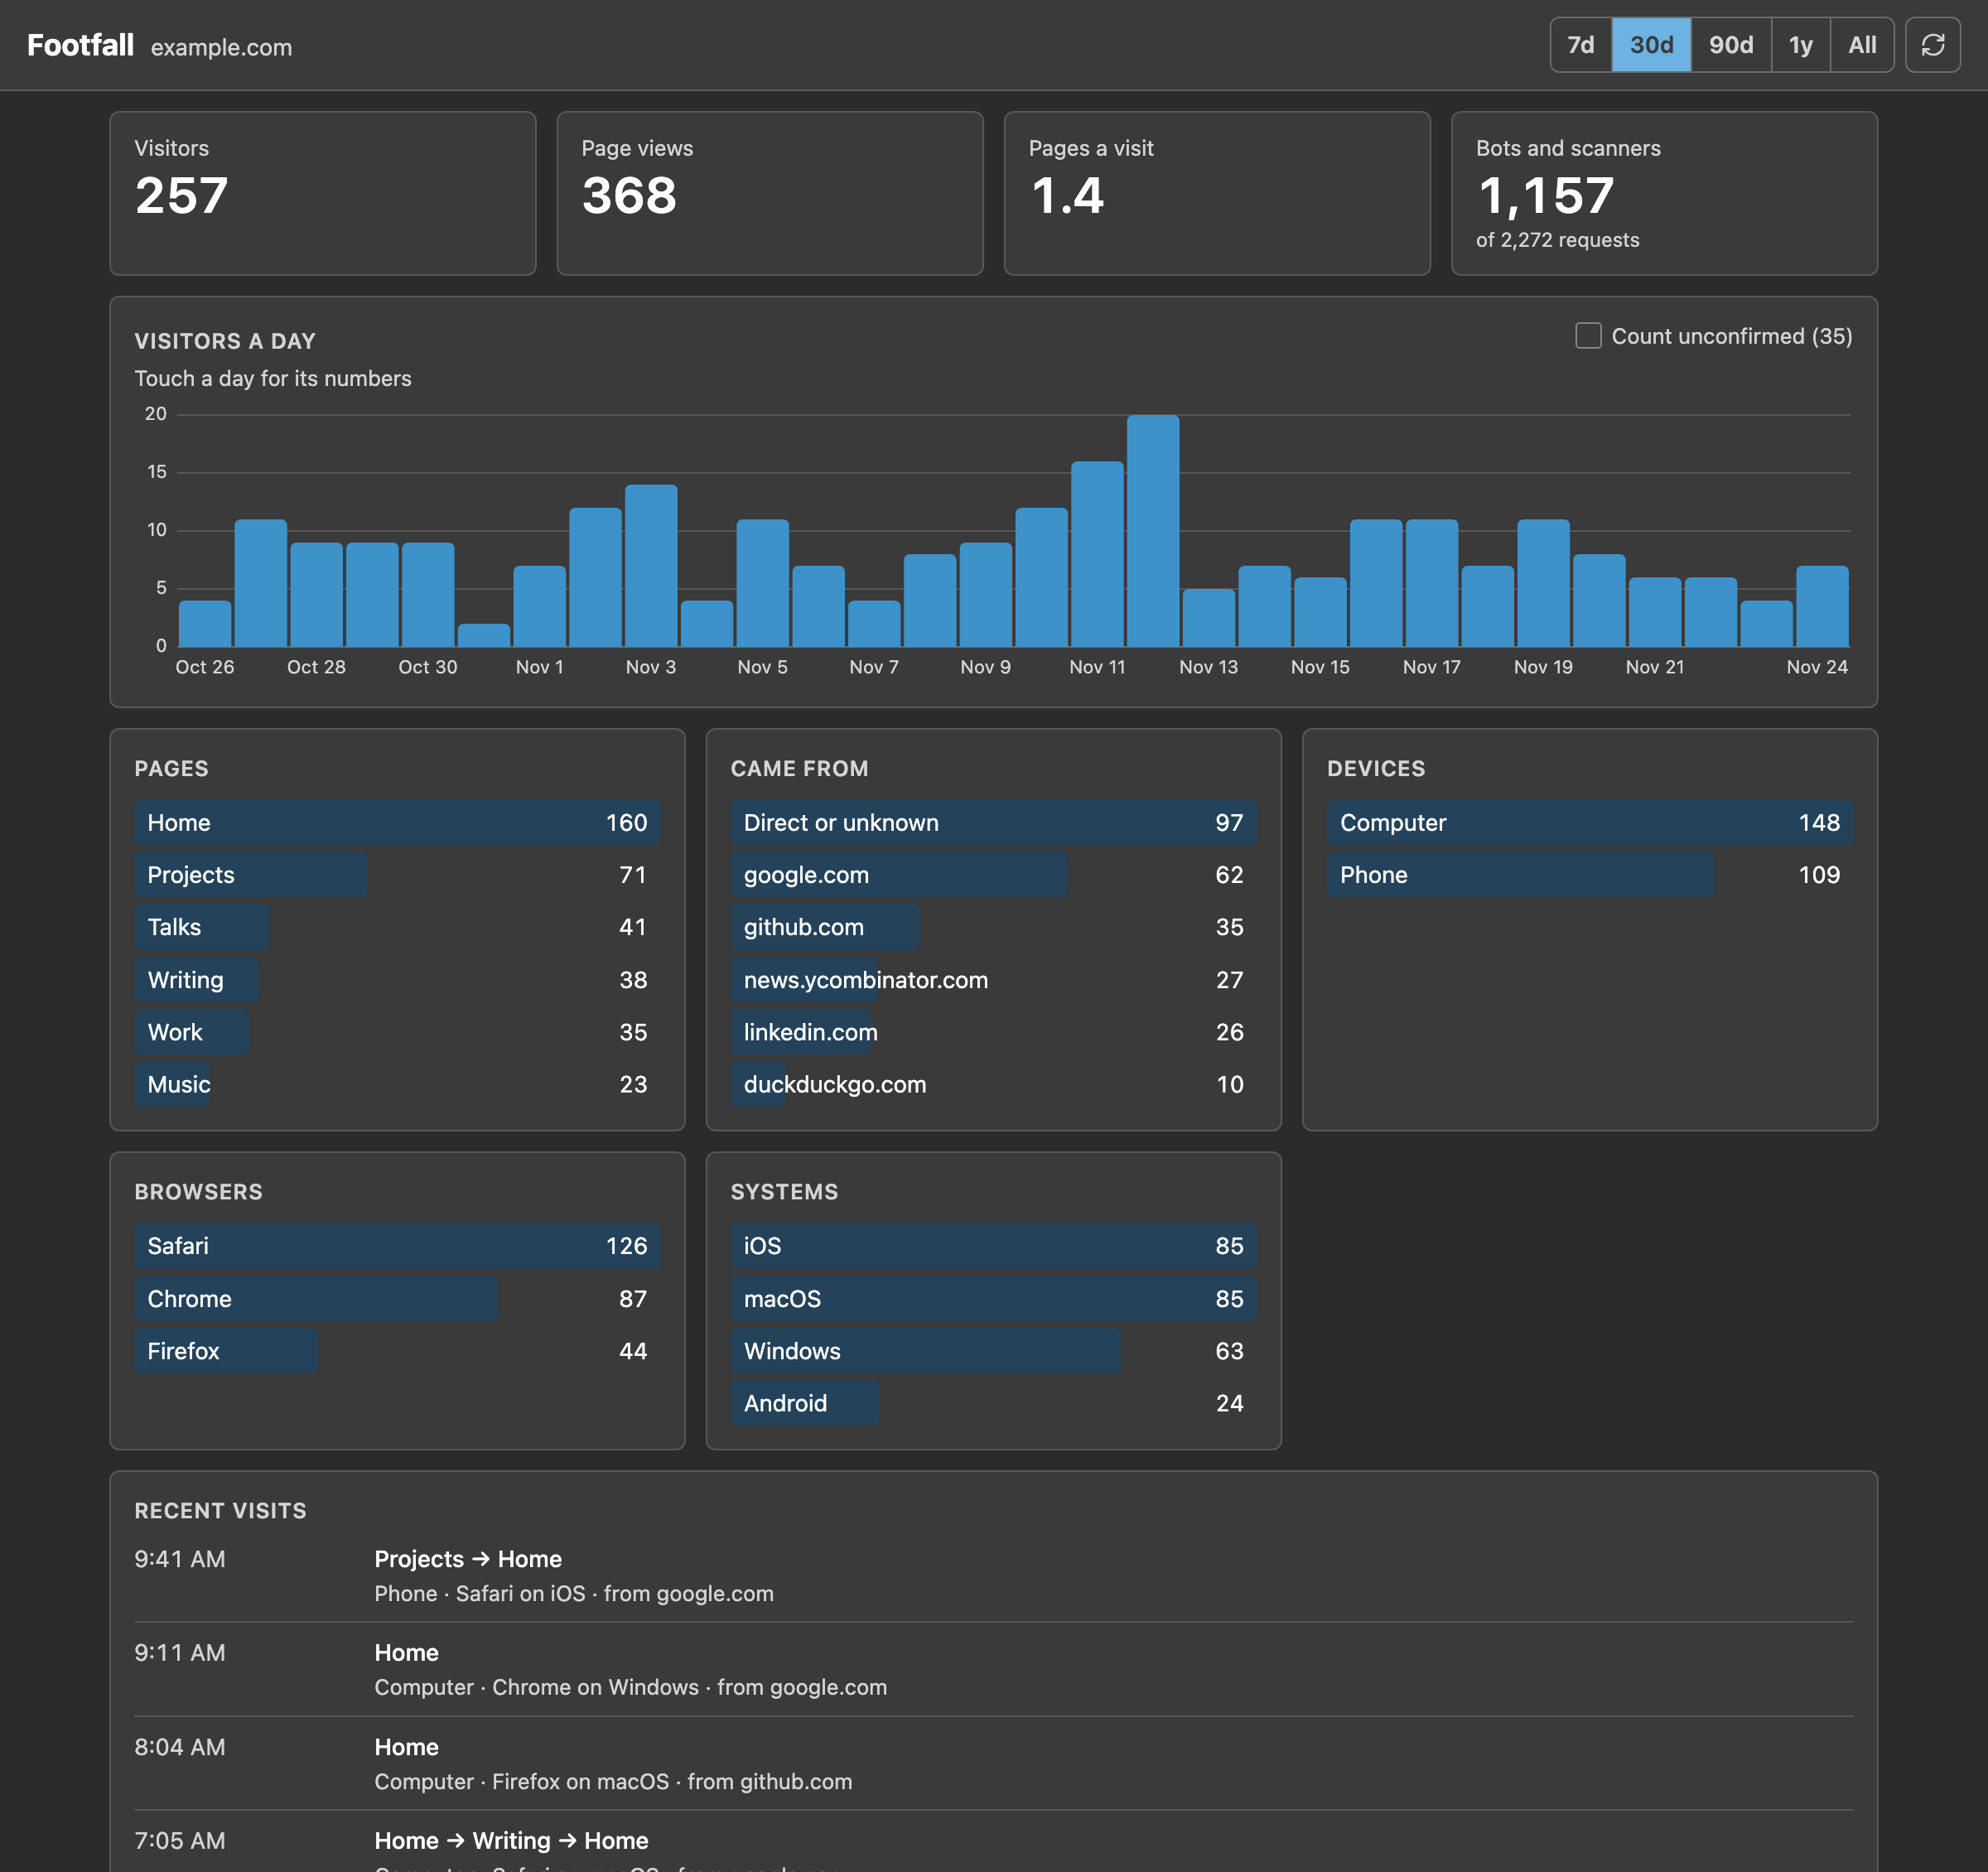 Footfall example.com
7d 30d 90d 1y All
Visitors
257
Page views
368
Pages a visit
1.4
Bots and scanners
1,157
of 2,272 requests
VISITORS A DAY
Count unconfirmed (35)
Touch a day for its numbers
20
15
10
5
0
Oct 26 Oct 28 Oct 30 Nov 1 Nov 3 Nov 5 Nov 7 Nov 9 Nov 11 Nov 13 Nov 15 Nov 17 Nov 19 Nov 21 Nov 24
PAGES
Home 160
Projects 71
Talks 41
Writing 38
Work 35
Music 23
CAME FROM
Direct or unknown 97
google.com 62
github.com 35
news.ycombinator.com 27
linkedin.com 26
duckduckgo.com 10
DEVICES
Computer 148
Phone 109
BROWSERS
Safari 126
Chrome 87
Firefox 44
SYSTEMS
iOS 85
macOS 85
Windows 63
Android 24
RECENT VISITS
9:41 AM Projects → Home
Phone · Safari on iOS · from google.com
9:11 AM Home
Computer · Chrome on Windows · from google.com
8:04 AM Home
Computer · Firefox on macOS · from github.com
7:05 AM Home → Writing → Home